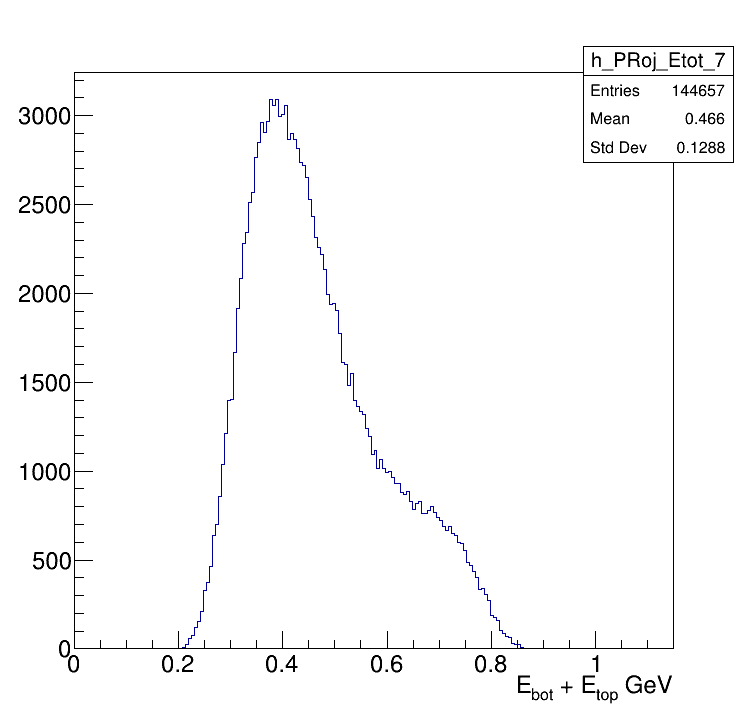 h_PRoj_Etot_7
Entries 144657
Mean 0.466
Std Dev 0.1288
3000
2500
2000
1500
1000
500
0
0 0.2 0.4 0.6 0.8 1
E_bot + E_top GeV